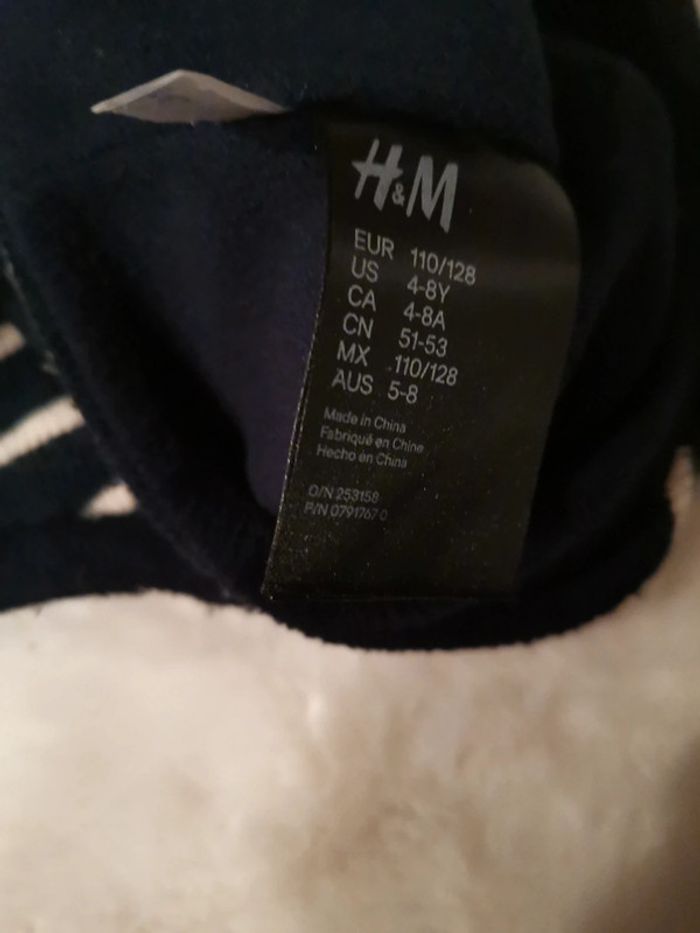 H&M
EUR 110/128
US 4-8Y
CA 4-8A
CN 51-53
MX 110/128
AUS 5-8
Made in China
Fabriqué en Chine
Hecho en China
O/N 253158
P/N 0791767 0